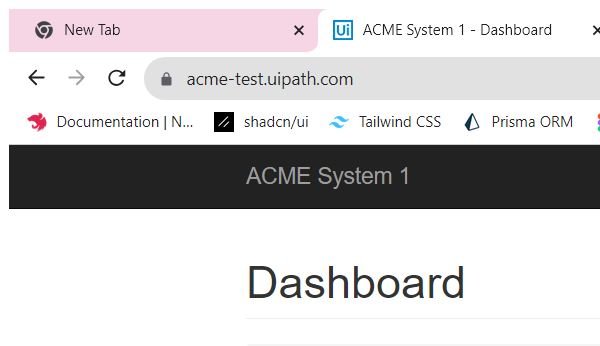 New Tab
Ui ACME System 1 - Dashboard
acme-test.uipath.com
Documentation | N... shadcn/ui Tailwind CSS Prisma ORM
ACME System 1
Dashboard